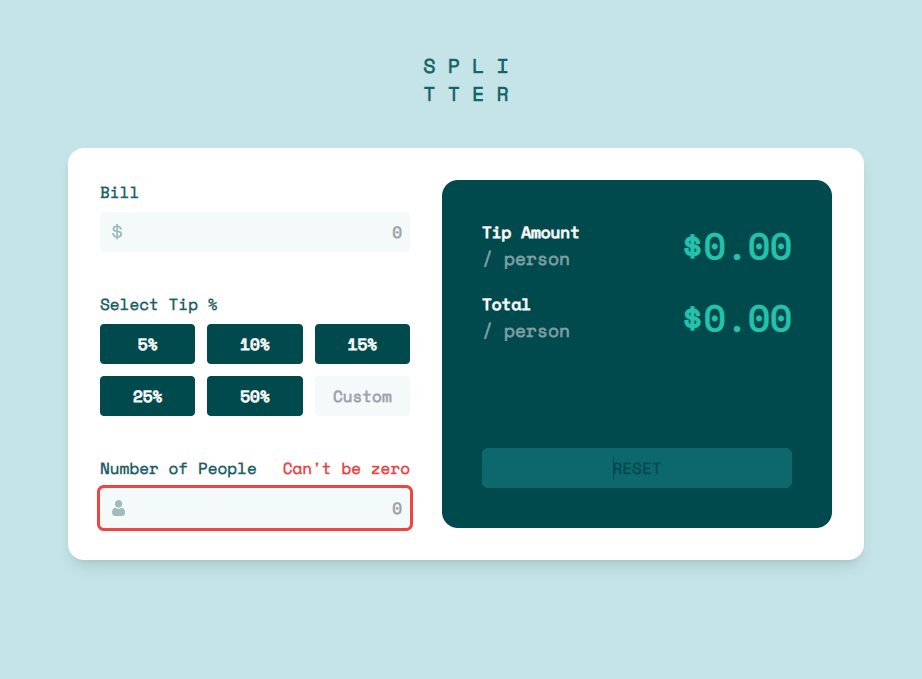 SPLI
TTER
Bill
$ 0
Select Tip %
5% 10% 15%
25% 50% Custom
Number of People Can't be zero
0
Tip Amount
/ person
$0.00
Total
/ person
$0.00
RESET